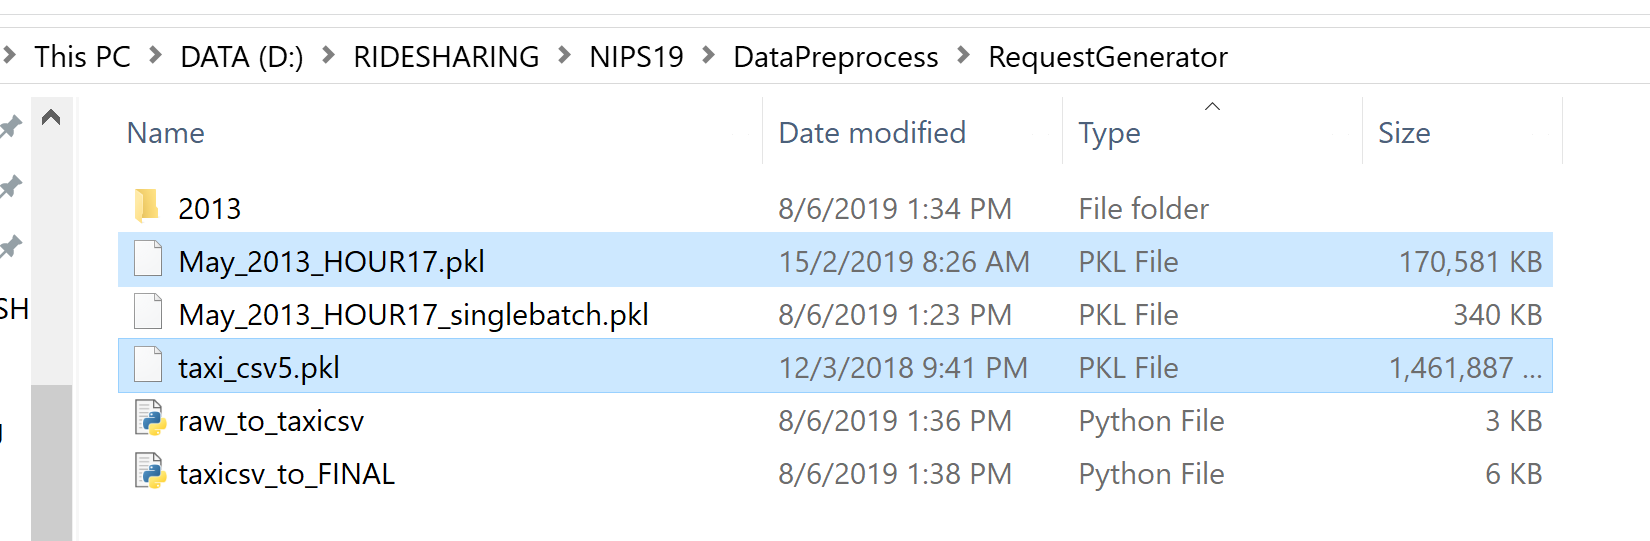 This PC > DATA (D:) > RIDESHARING > NIPS19 > DataPreprocess > RequestGenerator
Name Date modified Type Size
2013 8/6/2019 1:34 PM File folder
May_2013_HOUR17.pkl 15/2/2019 8:26 AM PKL File 170,581 KB
SH May_2013_HOUR17_singlebatch.pkl 8/6/2019 1:23 PM PKL File 340 KB
taxi_csv5.pkl 12/3/2018 9:41 PM PKL File 1,461,887 ...
raw_to_taxicsv 8/6/2019 1:36 PM Python File 3 KB
taxicsv_to_FINAL 8/6/2019 1:38 PM Python File 6 KB